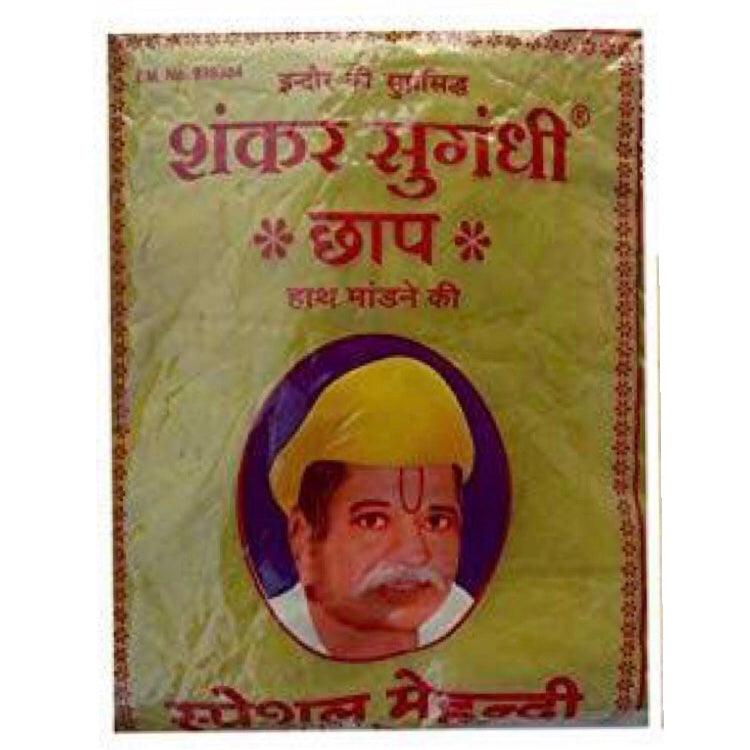 इन्दौर की सुप्रसिद्ध
शंकर सुगंधी®
* छाप *
हाथ मांडने की
स्पेशल मेहन्दी